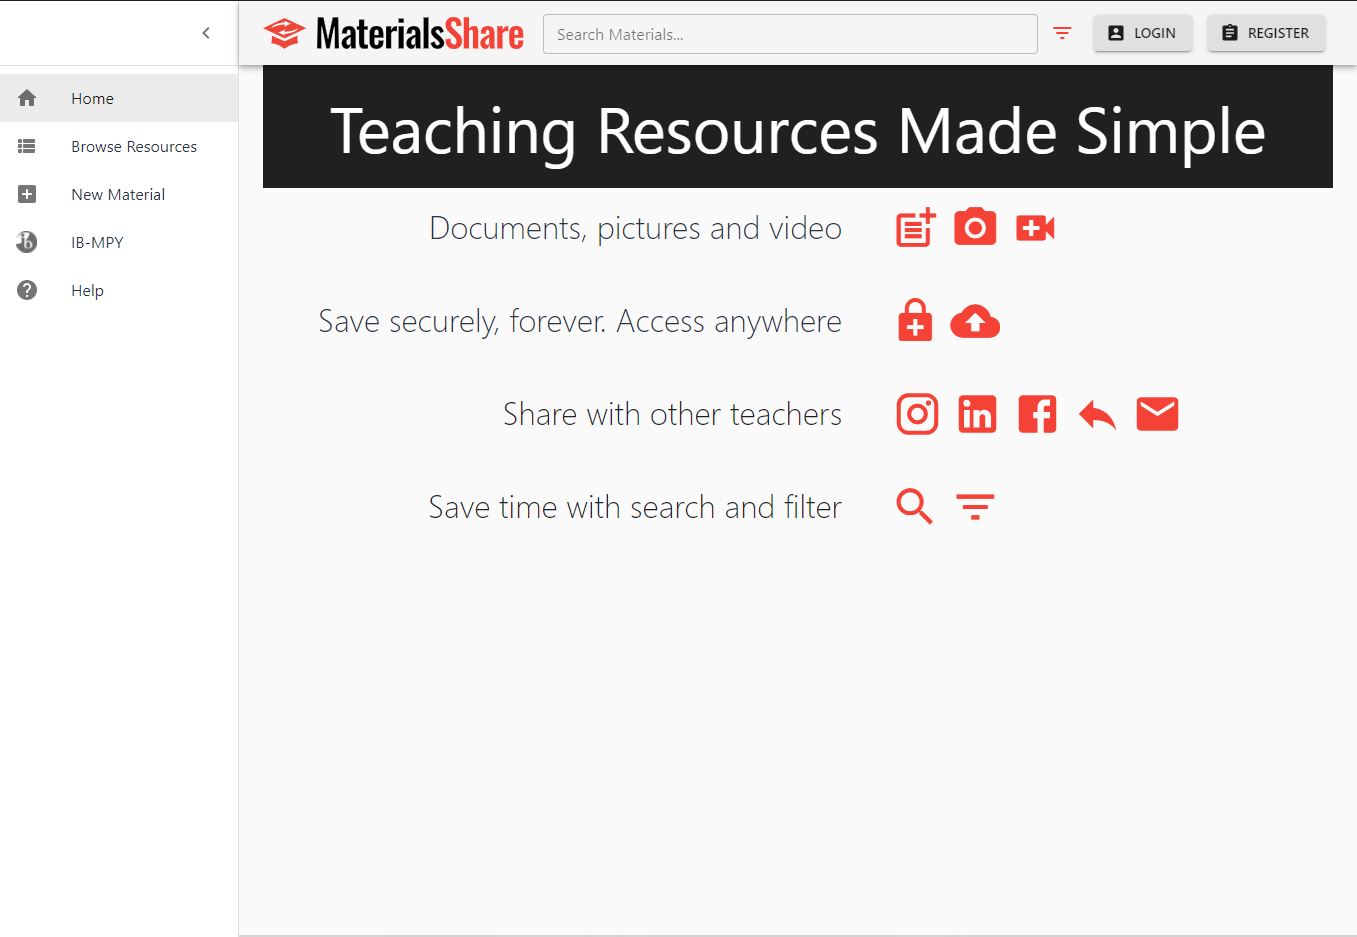 MaterialsShare
Search Materials...
LOGIN
REGISTER
Home
Browse Resources
New Material
IB-MPY
Help
Teaching Resources Made Simple
Documents, pictures and video
Save securely, forever. Access anywhere
Share with other teachers
Save time with search and filter